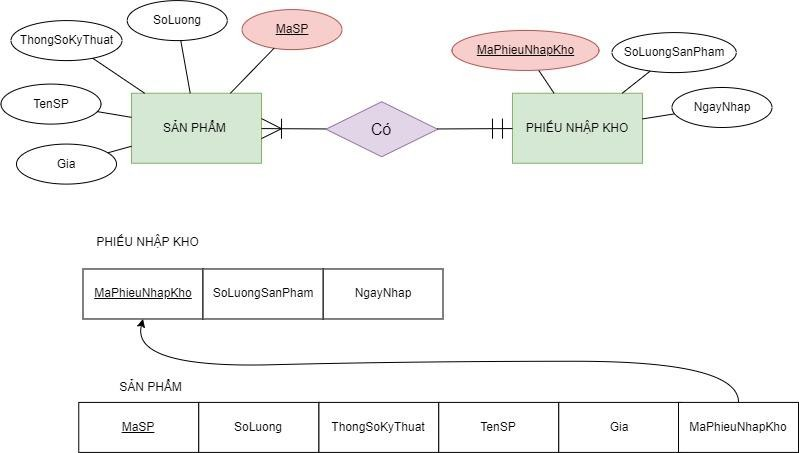 SoLuong
MaSP
ThongSoKyThuat
MaPhieuNhapKho
SoLuongSanPham
TenSP
NgayNhap
SẢN PHẨM
Có
PHIẾU NHẬP KHO
Gia
PHIẾU NHẬP KHO
MaPhieuNhapKho SoLuongSanPham NgayNhap
SẢN PHẨM
MaSP SoLuong ThongSoKyThuat TenSP Gia MaPhieuNhapKho